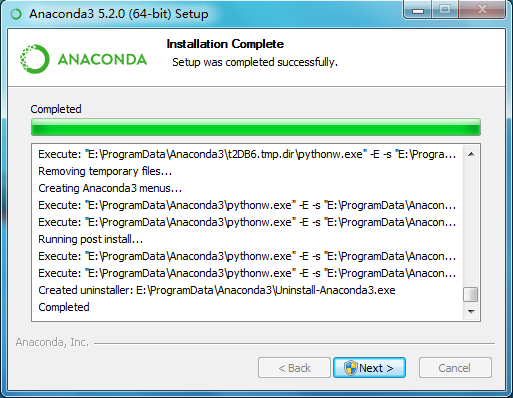 Anaconda3 5.2.0 (64-bit) Setup
Installation Complete
Setup was completed successfully.
ANACONDA
Completed
Execute: "E:\ProgramData\Anaconda3\t2DB6.tmp.dir\pythonw.exe" -E -s "E:\Progra...
Removing temporary files...
Creating Anaconda3 menus...
Execute: "E:\ProgramData\Anaconda3\pythonw.exe" -E -s "E:\ProgramData\Anacon...
Execute: "E:\ProgramData\Anaconda3\pythonw.exe" -E -s "E:\ProgramData\Anacon...
Running post install...
Execute: "E:\ProgramData\Anaconda3\pythonw.exe" -E -s "E:\ProgramData\Anacon...
Execute: "E:\ProgramData\Anaconda3\pythonw.exe" -E -s "E:\ProgramData\Anacon...
Created uninstaller: E:\ProgramData\Anaconda3\Uninstall-Anaconda3.exe
Completed
Anaconda, Inc.
< Back
Next >
Cancel